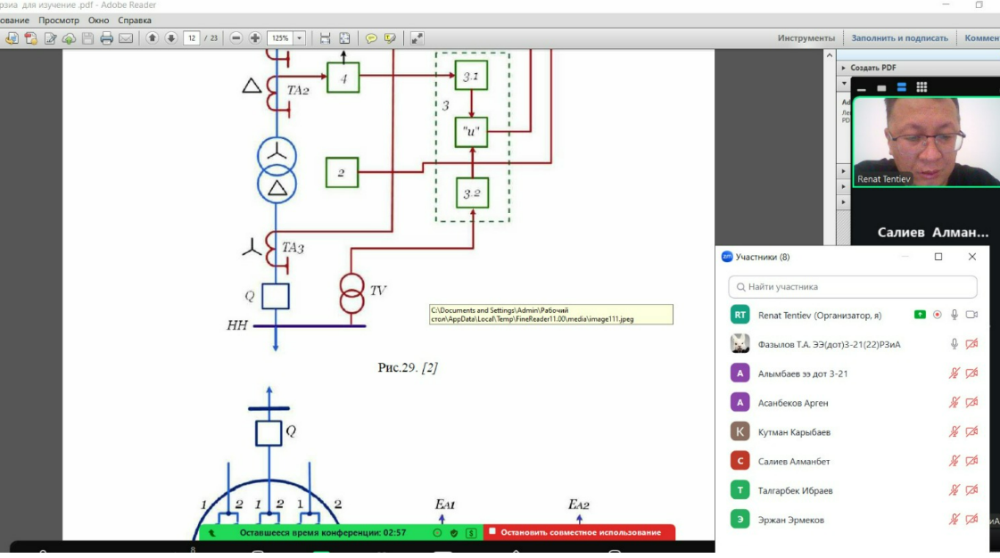 рзиа для изучение .pdf - Adobe Reader
ование Просмотр Окно Справка
12 / 23 125% Инструменты Заполнить и подписать Коммен
Создать PDF
ТА2
4
3.1
3
"и"
2
3.2
ТА3
Q
TV
НН
C:\Documents and Settings\Admin\Рабочий
стол\AppData\Local\Temp\FineReader11.00\media\image111.jpeg
Рис.29. [2]
Q
1 2 1 2 1 2
EA1 EA2
Оставшееся время конференции: 02:57
Остановить совместное использование
Renat Tentiev
Салиев Алман...
Участники (8)
Найти участника
RT Renat Tentiev (Организатор, я)
Фазылов Т.А. ЭЭ(дот)3-21(22)РЗиА
А Алымбаев ээ дот 3-21
А Асанбеков Арген
К Кутман Карыбаев
С Салиев Алманбет
Т Талгарбек Ибраев
Э Эржан Эрмеков
8